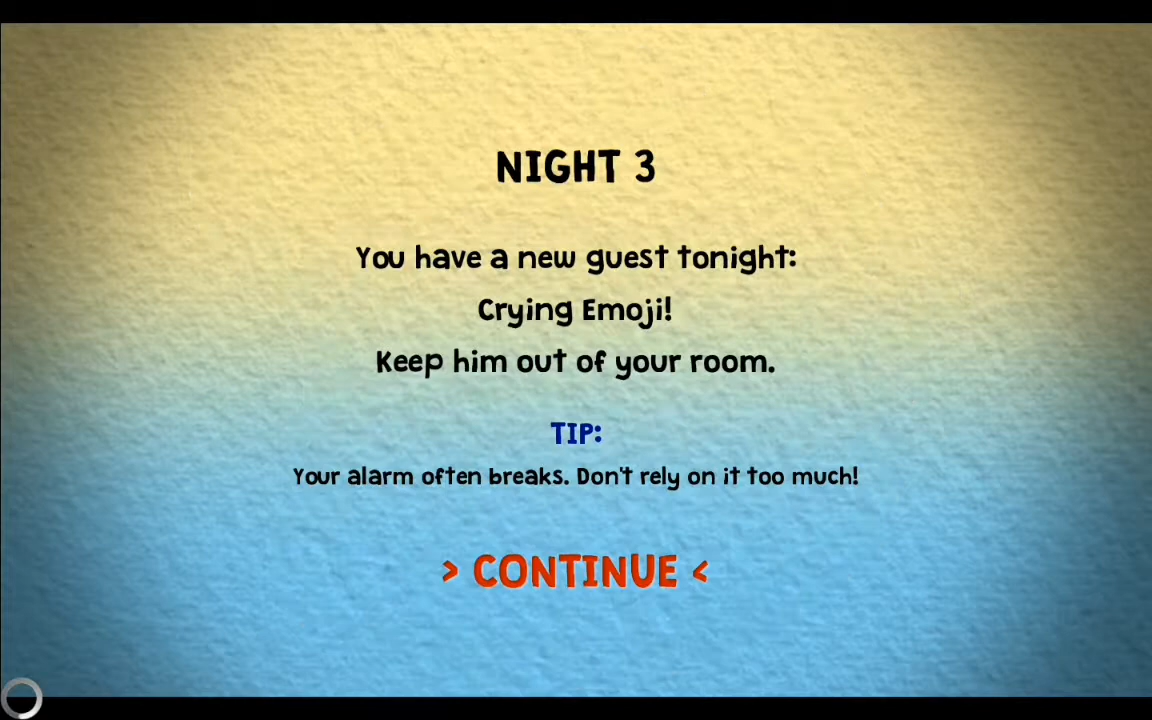 NIGHT 3
You have a new guest tonight:
Crying Emoji!
Keep him out of your room.
TIP:
Your alarm often breaks. Don't rely on it too much!
> CONTINUE <